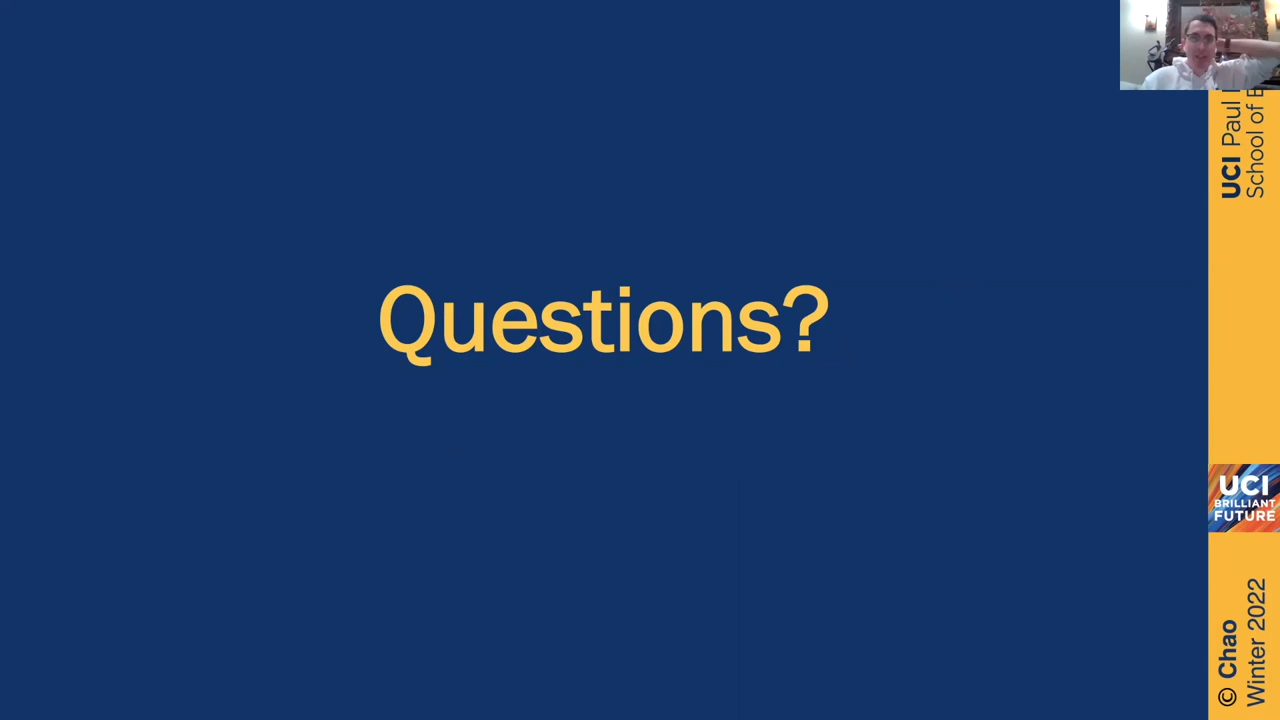 Questions?
UCI Paul
School of
UCI
BRILLIANT
FUTURE
© Chao
Winter 2022